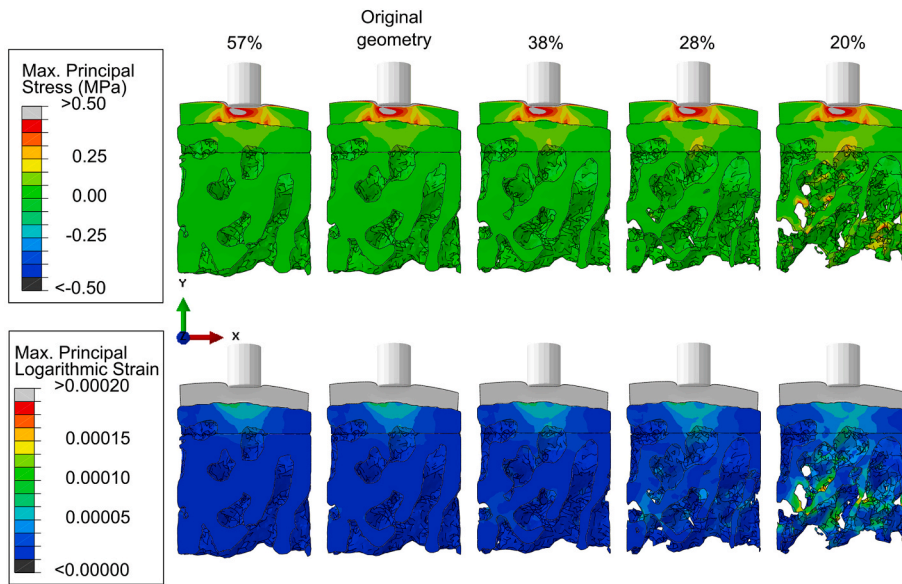 57%
Original
geometry
38%
28%
20%
Max. Principal
Stress (MPa)
>0.50
0.25
0.00
-0.25
<-0.50
Y
X
Z
Max. Principal
Logarithmic Strain
>0.00020
0.00015
0.00010
0.00005
<0.00000